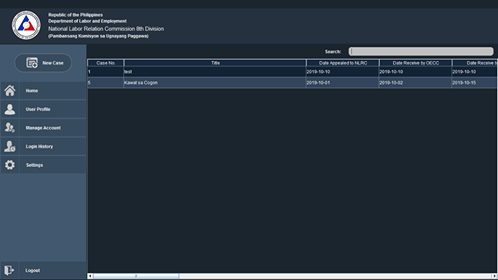 Republic of the Philippines
Department of Labor and Employment
National Labor Relation Commission 8th Division
(Pambansang Komisyon sa Ugnayang Paggawa)
Search:
New Case
Home
User Profile
Manage Account
Login History
Settings
Logout
Case No. Title Date Appealed to NLRC Date Receive by OECC Date Receive b
1 test 2019-10-10 2019-10-10 2019-10-10
5 Kawat sa Cogon 2019-10-01 2019-10-02 2019-10-15